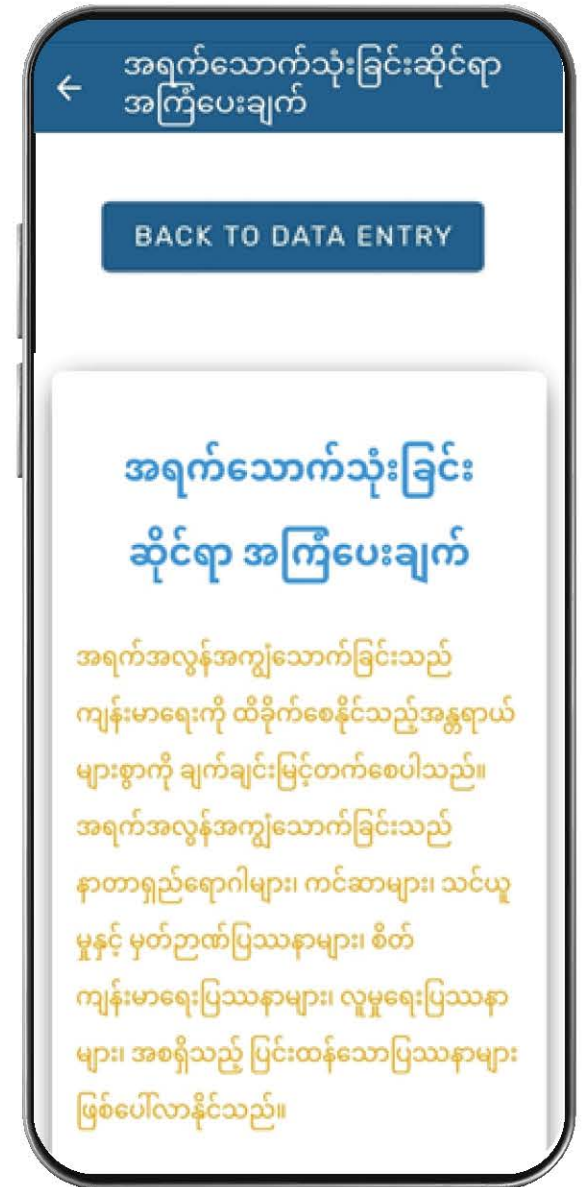 အရက်သောက်သုံးခြင်းဆိုင်ရာ
အကြံပေးချက်
BACK TO DATA ENTRY
အရက်သောက်သုံးခြင်း
ဆိုင်ရာ အကြံပေးချက်
အရက်အလွန်အကျွံသောက်ခြင်းသည်
ကျန်းမာရေးကို ထိခိုက်စေနိုင်သည့်အန္တရာယ်
များစွာကို ချက်ချင်းမြင့်တက်စေပါသည်။
အရက်အလွန်အကျွံသောက်ခြင်းသည်
နာတာရှည်ရောဂါများ၊ ကင်ဆာများ၊ သင်ယူ
မှုနှင့် မှတ်ဉာဏ်ပြဿနာများ၊ စိတ်
ကျန်းမာရေးပြဿနာများ၊ လူမှုရေးပြဿနာ
များ၊ အစရှိသည့် ပြင်းထန်သောပြဿနာများ
ဖြစ်ပေါ်လာနိုင်သည်။